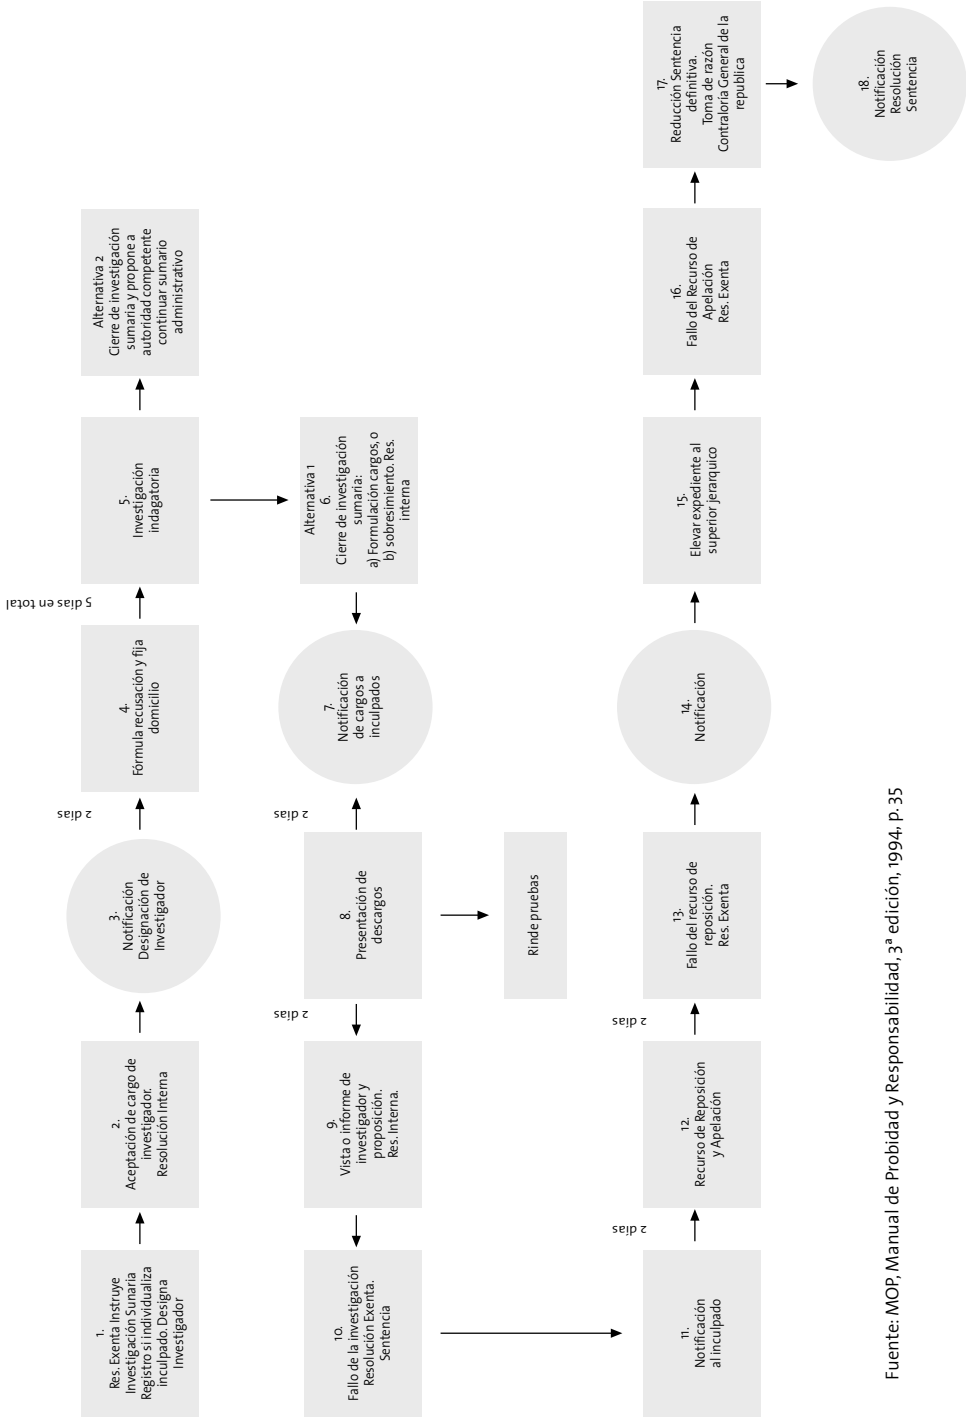 1.
Res. Exenta Instruye
Investigación Sunaria
Registro si individualiza
inculpado. Designa
Investigador
2.
Aceptación de cargo de
investigador.
Resolución Interna
3.
Notificación
Designación de
Investigador
2 días
4.
Fórmula recusación y fija
domicilio
5 días en total
5.
Investigación
indagatoria
Alternativa 2
Cierre de investigación
sumaria y propone a
autoridad competente
continuar sumario
administrativo
Alternativa 1
6.
Cierre de investigación
sumaria:
a) Formulación cargos, o
b) sobresimiento. Res.
interna
7.
Notificación
de cargos a
inculpados
2 días
8.
Presentación de
descargos
Rinde pruebas
2 días
9.
Vista o informe de
investigador y
proposición.
Res. Interna.
10.
Fallo de la investigación
Resolución Exenta.
Sentencia
11.
Notificación
al inculpado
2 días
12.
Recurso de Reposición
y Apelación
2 días
13.
Fallo del recurso de
reposición.
Res. Exenta
14.
Notificación
15.
Elevar expediente al
superior jerarquico
16.
Fallo del Recurso de
Apelación
Res. Exenta
17.
Reducción Sentencia
definitiva.
Toma de razón
Contraloría General de la
republica
18.
Notificación
Resolución
Sentencia
Fuente: MOP, Manual de Probidad y Responsabilidad, 3ª edición, 1994, p. 35